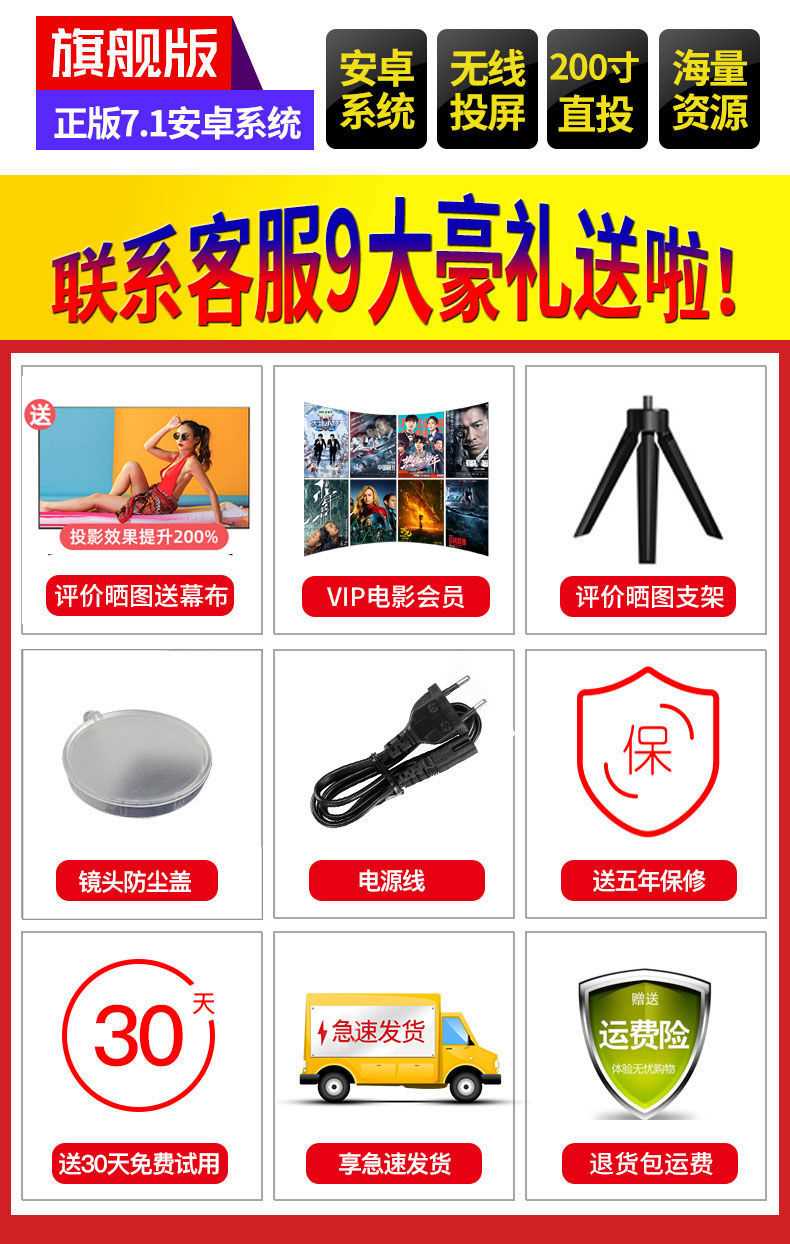 旗舰版
正版7.1安卓系统
安卓
系统
无线
投屏
200寸
直投
海量
资源
联系客服9大豪礼送啦!
送
投影效果提升200%
评价晒图送幕布
VIP电影会员
评价晒图支架
镜头防尘盖
电源线
保
送五年保修
30天
送30天免费试用
急速发货
享急速发货
赠送
运费险
体验无忧购物
退货包运费